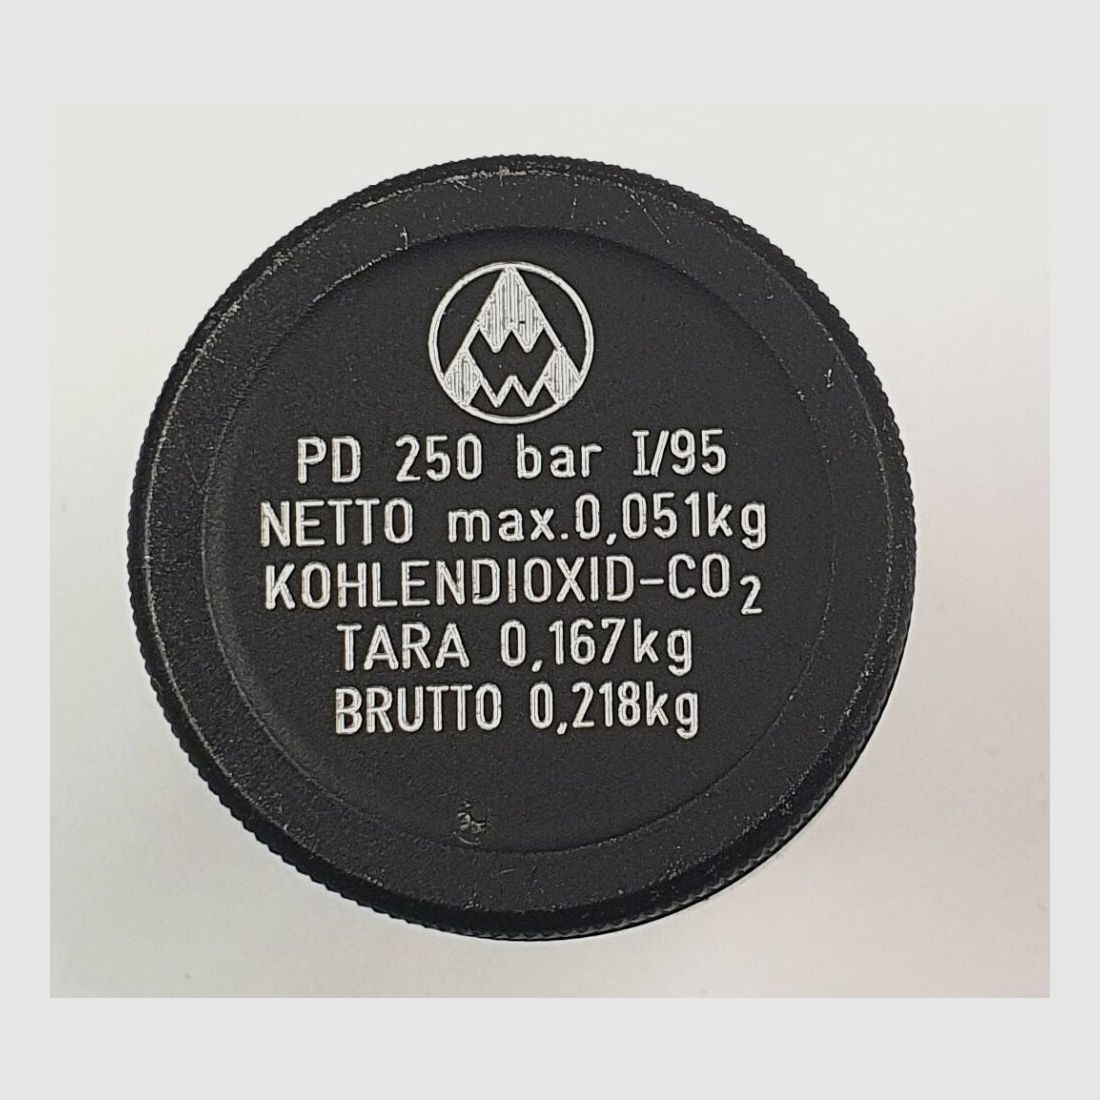 PD 250 bar I/95
NETTO max.0,051kg
KOHLENDIOXID-CO₂
TARA 0,167kg
BRUTTO 0,218kg